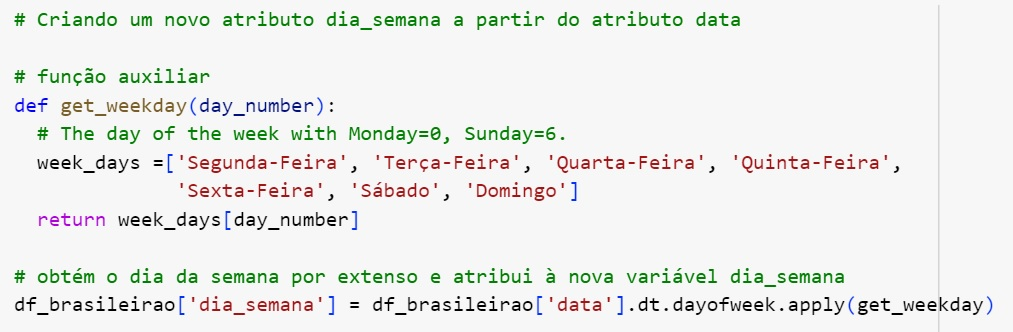 # Criando um novo atributo dia_semana a partir do atributo data
# função auxiliar
def get_weekday(day_number):
  # The day of the week with Monday=0, Sunday=6.
  week_days =['Segunda-Feira', 'Terça-Feira', 'Quarta-Feira', 'Quinta-Feira',
              'Sexta-Feira', 'Sábado', 'Domingo']
  return week_days[day_number]
# obtém o dia da semana por extenso e atribui à nova variável dia_semana
df_brasileirao['dia_semana'] = df_brasileirao['data'].dt.dayofweek.apply(get_weekday)